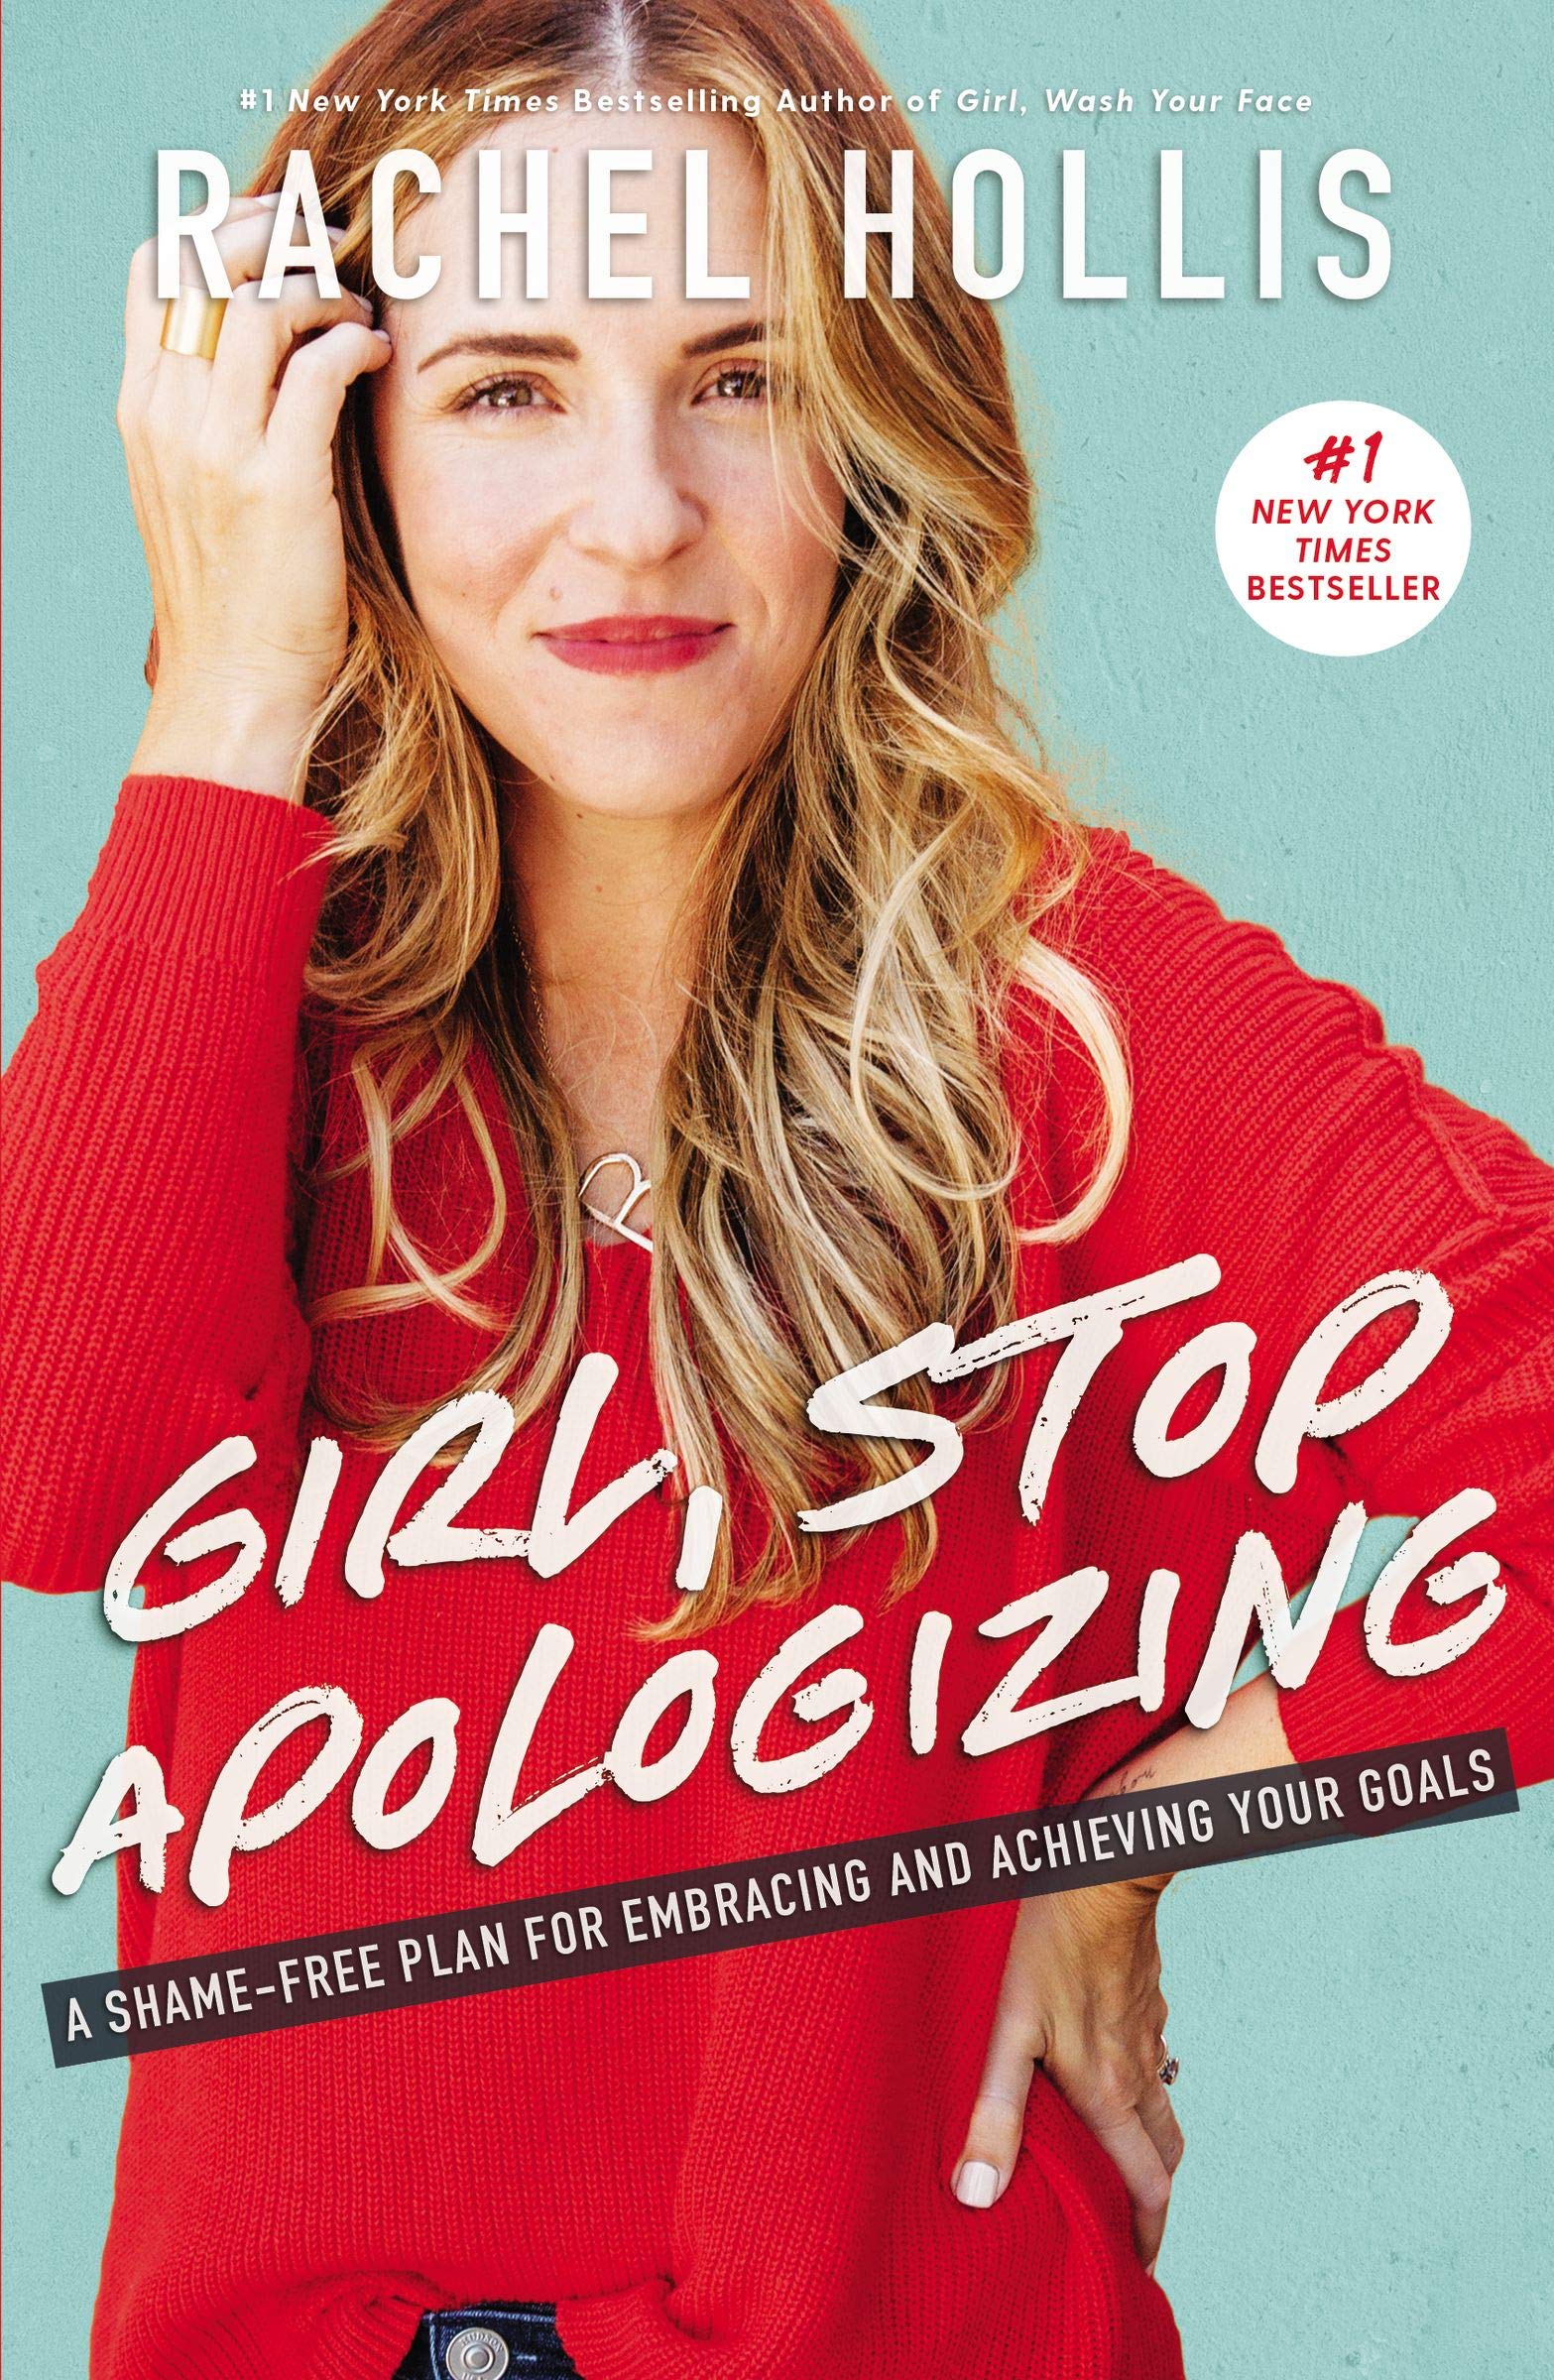 #1 New York Times Bestselling Author of Girl, Wash Your Face
RACHEL HOLLIS
#1
NEW YORK
TIMES
BESTSELLER
GIRL, STOP
APOLOGIZING
A SHAME-FREE PLAN FOR EMBRACING AND ACHIEVING YOUR GOALS